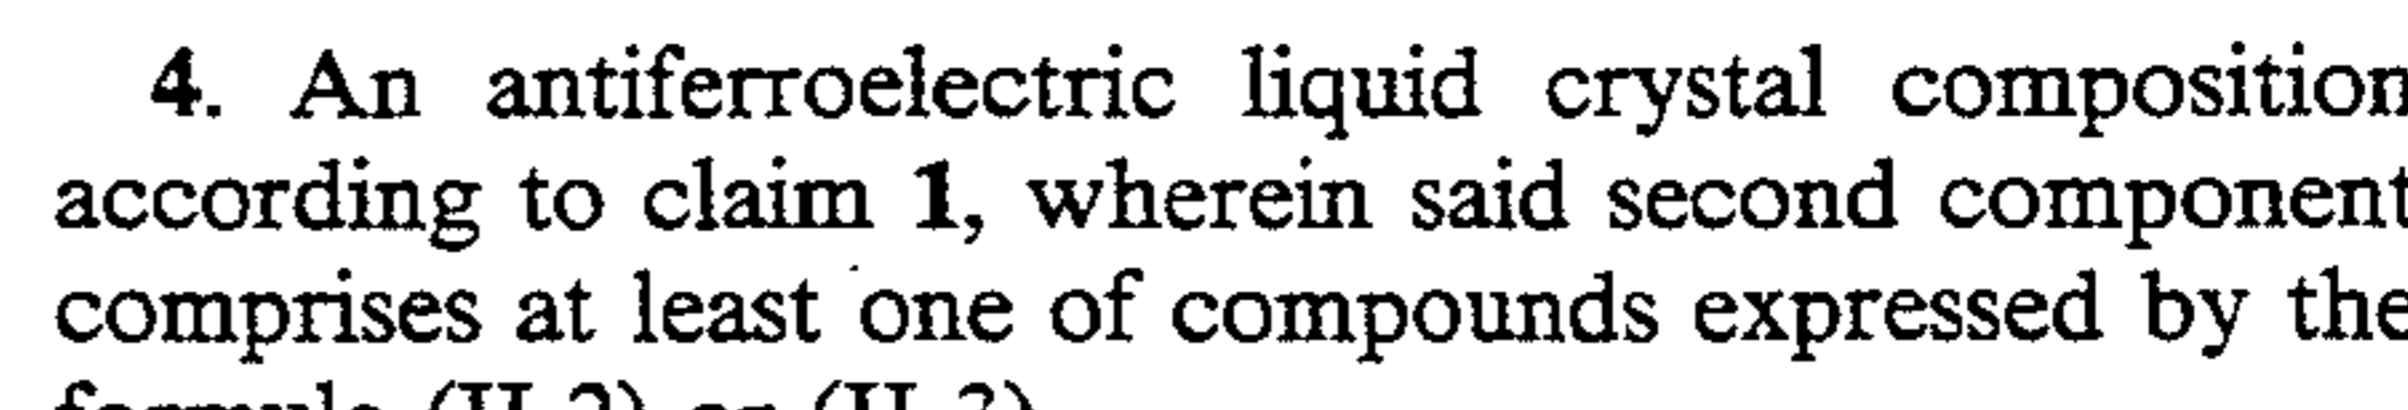 4. An antiferroelectric liquid crystal composition
according to claim 1, wherein said second component
comprises at least one of compounds expressed by the